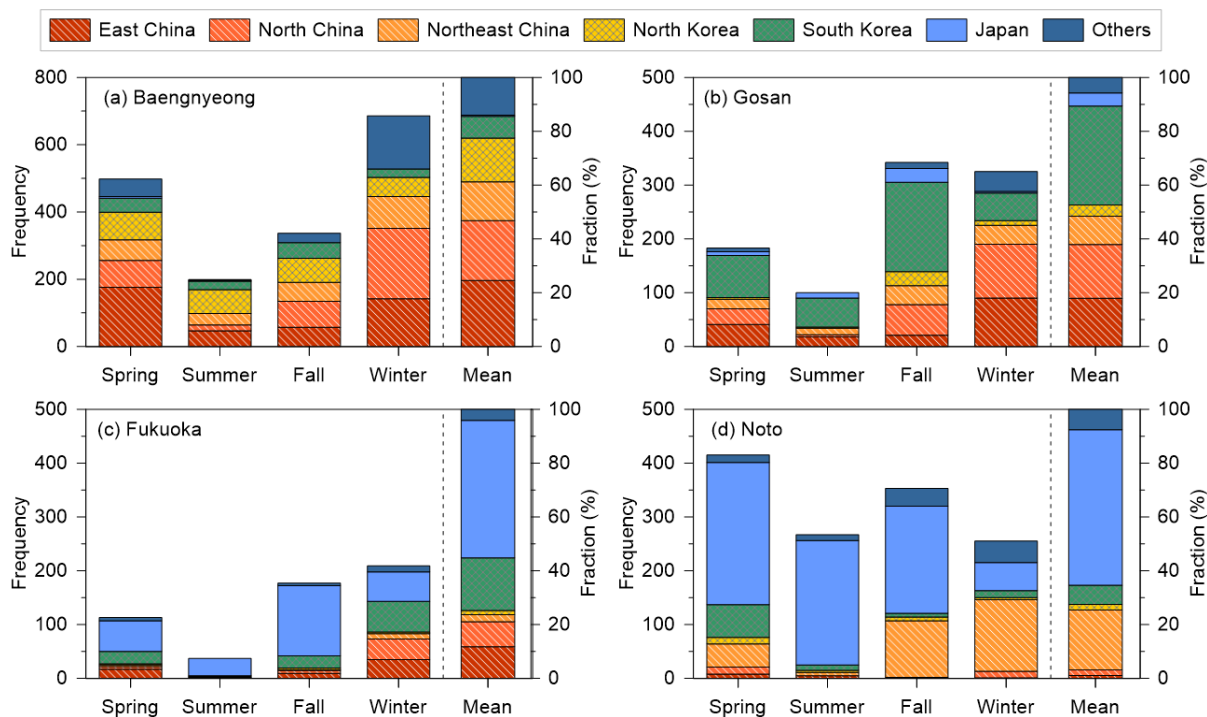 East China North China Northeast China North Korea South Korea Japan Others
(a) Baengnyeong
Frequency
800
600
400
200
0
Spring Summer Fall Winter Mean
100
80
60
40
20
0
Fraction (%)
(b) Gosan
Frequency
500
400
300
200
100
0
Spring Summer Fall Winter Mean
100
80
60
40
20
0
Fraction (%)
(c) Fukuoka
Frequency
500
400
300
200
100
0
Spring Summer Fall Winter Mean
100
80
60
40
20
0
Fraction (%)
(d) Noto
Frequency
500
400
300
200
100
0
Spring Summer Fall Winter Mean
100
80
60
40
20
0
Fraction (%)